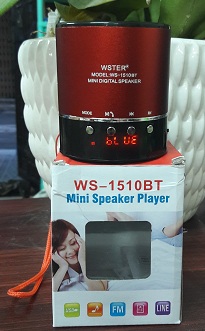 WSTER®
MODEL:WS-1510BT
MINI DIGITAL SPEAKER
MODE
bLUE
WS-1510BT
Mini Speaker Player
FM
LINE